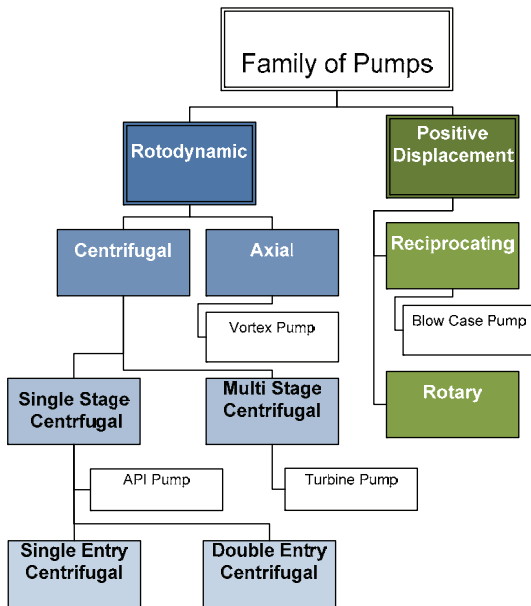 Family of Pumps
Rotodynamic
Positive
Displacement
Centrifugal
Axial
Reciprocating
Vortex Pump
Blow Case Pump
Single Stage
Centrfugal
Multi Stage
Centrifugal
Rotary
API Pump
Turbine Pump
Single Entry
Centrifugal
Double Entry
Centrifugal